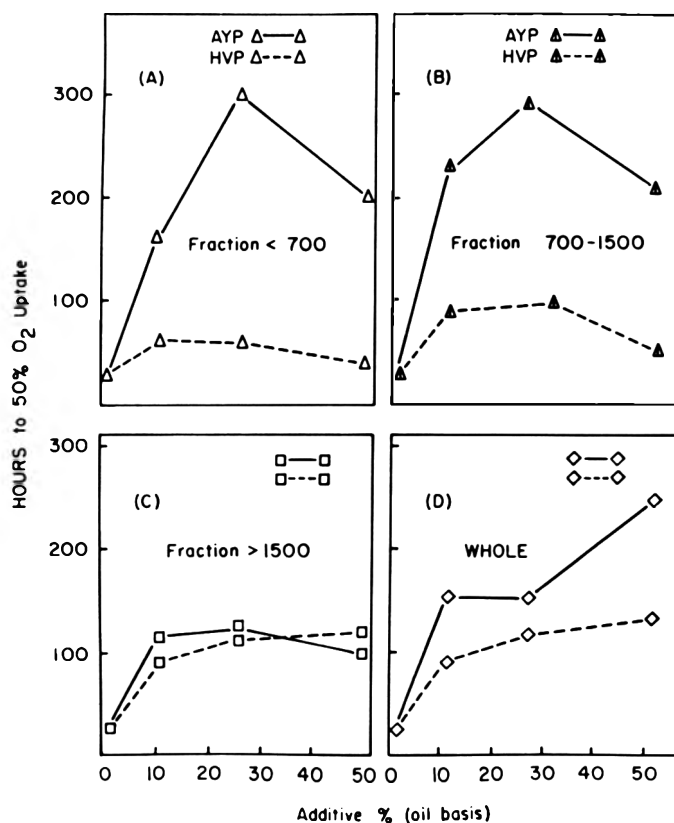 AYP
HVP
(A)
300
200
100
Fraction < 700
AYP
HVP
(B)
Fraction 700-1500
HOURS to 50% O2 Uptake
300
200
100
0
(C)
Fraction > 1500
0 10 20 30 40 50
(D)
WHOLE
0 10 20 30 40 50
Additive % (oil basis)